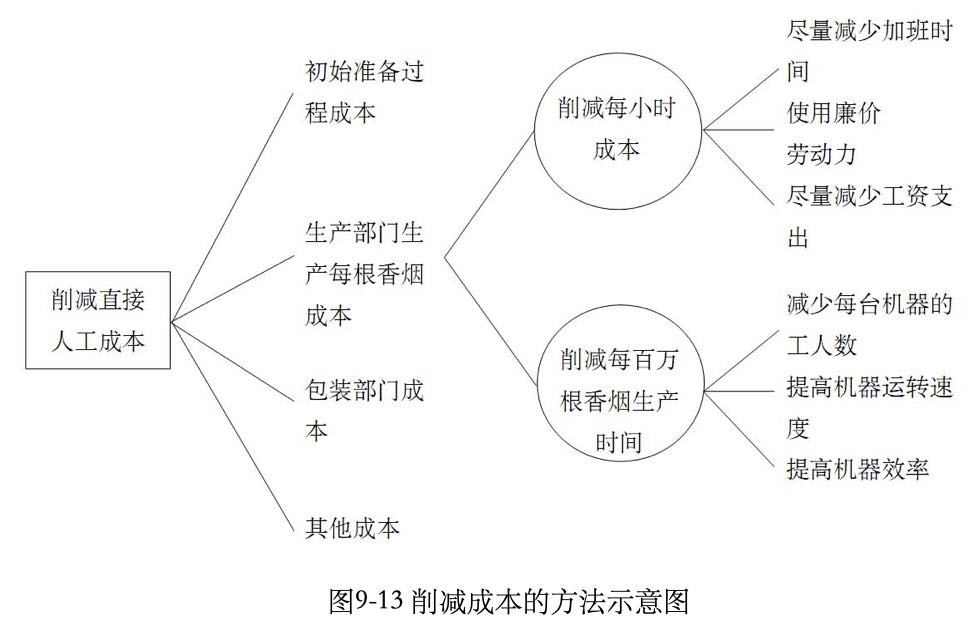 削减直接
人工成本
初始准备过
程成本
生产部门生
产每根香烟
成本
包装部门成
本
其他成本
削减每小时
成本
削减每百万
根香烟生产
时间
尽量减少加班时
间
使用廉价
劳动力
尽量减少工资支
出
减少每台机器的
工人数
提高机器运转速
度
提高机器效率
图9-13 削减成本的方法示意图